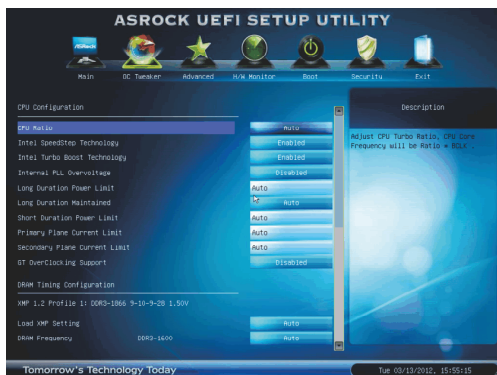 ASROCK UEFI SETUP UTILITY
ASRock
Main OC Tweaker Advanced H/W Monitor Boot Security Exit
CPU Configuration
Description
CPU Ratio Auto
Adjust CPU Turbo Ratio, CPU Core
Frequency will be Ratio * BCLK .
Intel SpeedStep Technology Enabled
Intel Turbo Boost Technology Enabled
Internal PLL Overvoltage Disabled
Long Duration Power Limit Auto
Long Duration Maintained Auto
Short Duration Power Limit Auto
Primary Plane Current Limit Auto
Secondary Plane Current Limit Auto
GT OverClocking Support Disabled
DRAM Timing Configuration
XMP 1.2 Profile 1: DDR3-1866 9-10-9-28 1.50V
Load XMP Setting Auto
DRAM Frequency DDR3-1600 Auto
Tomorrow's Technology Today
Tue 03/13/2012, 15:55:15